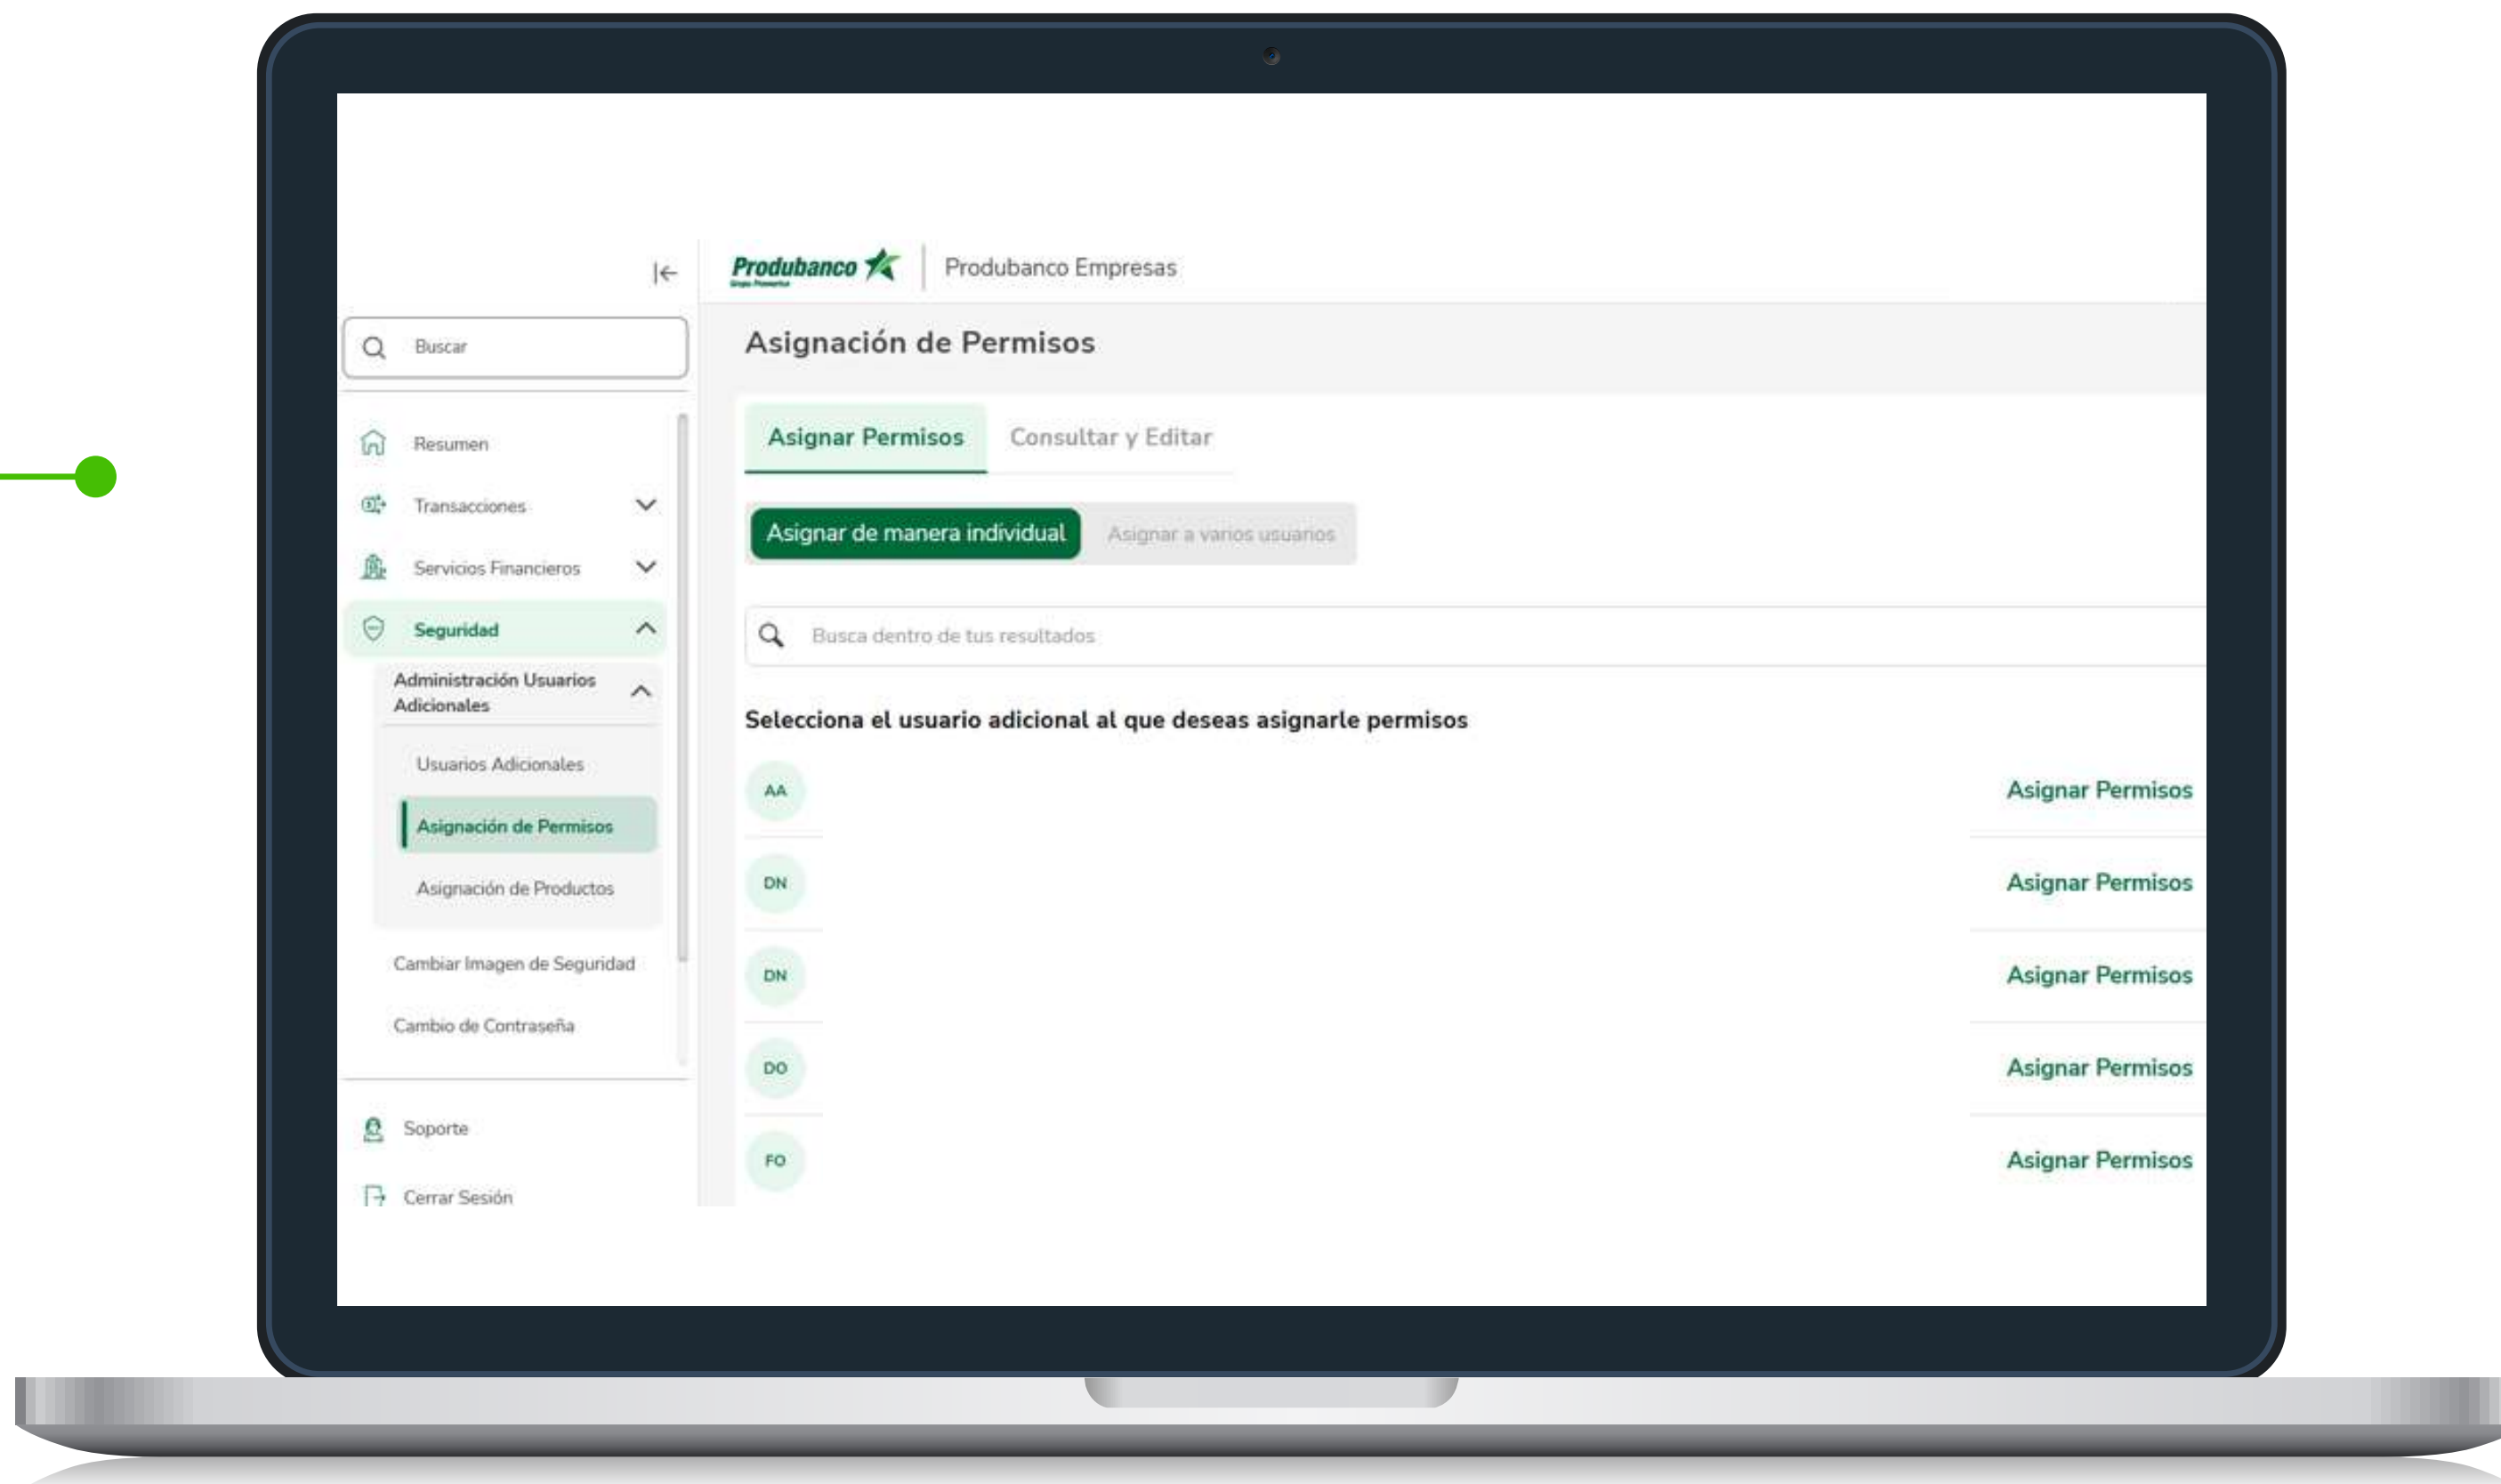 Produbanco
Produbanco Empresas
Buscar
Resumen
Transacciones
Servicios Financieros
Seguridad
Administración Usuarios
Adicionales
Usuarios Adicionales
Asignación de Permisos
Asignación de Productos
Cambiar Imagen de Seguridad
Cambio de Contraseña
Soporte
Cerrar Sesión
Asignación de Permisos
Asignar Permisos Consultar y Editar
Asignar de manera individual Asignar a varios usuarios
Busca dentro de tus resultados
Selecciona el usuario adicional al que deseas asignarle permisos
AA Asignar Permisos
DN Asignar Permisos
DN Asignar Permisos
DO Asignar Permisos
FO Asignar Permisos